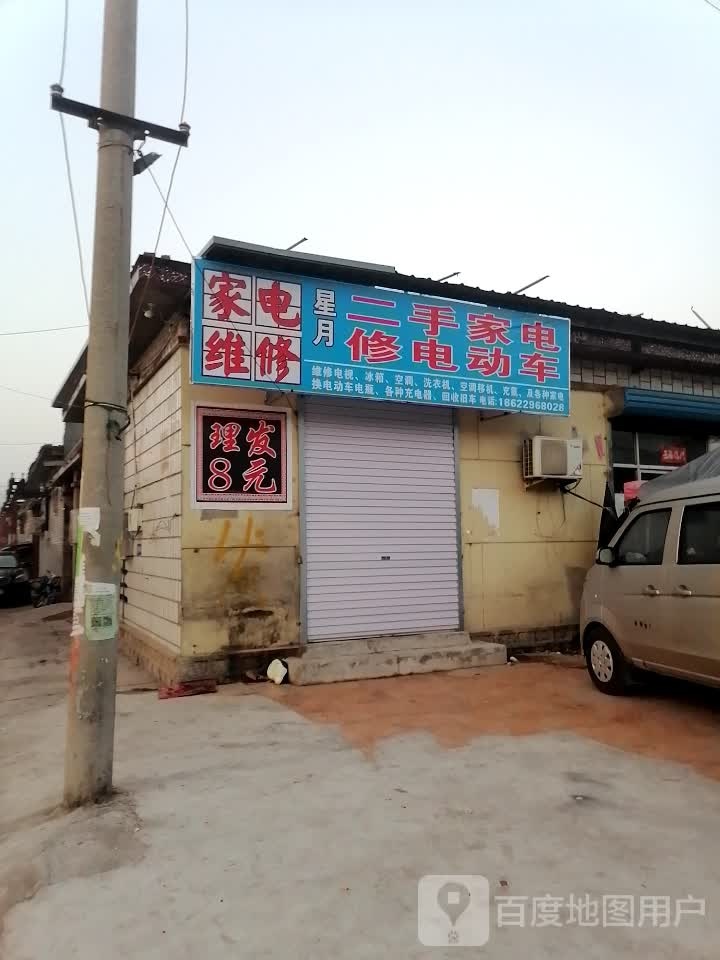 家电
维修
星月
二手家电
修电动车
维修电视、冰箱、空调、洗衣机、空调移机、充氟、及各种家电
换电动车电瓶、各种充电器、回收旧车 电话:18622968028
理发
8元
百度地图用户